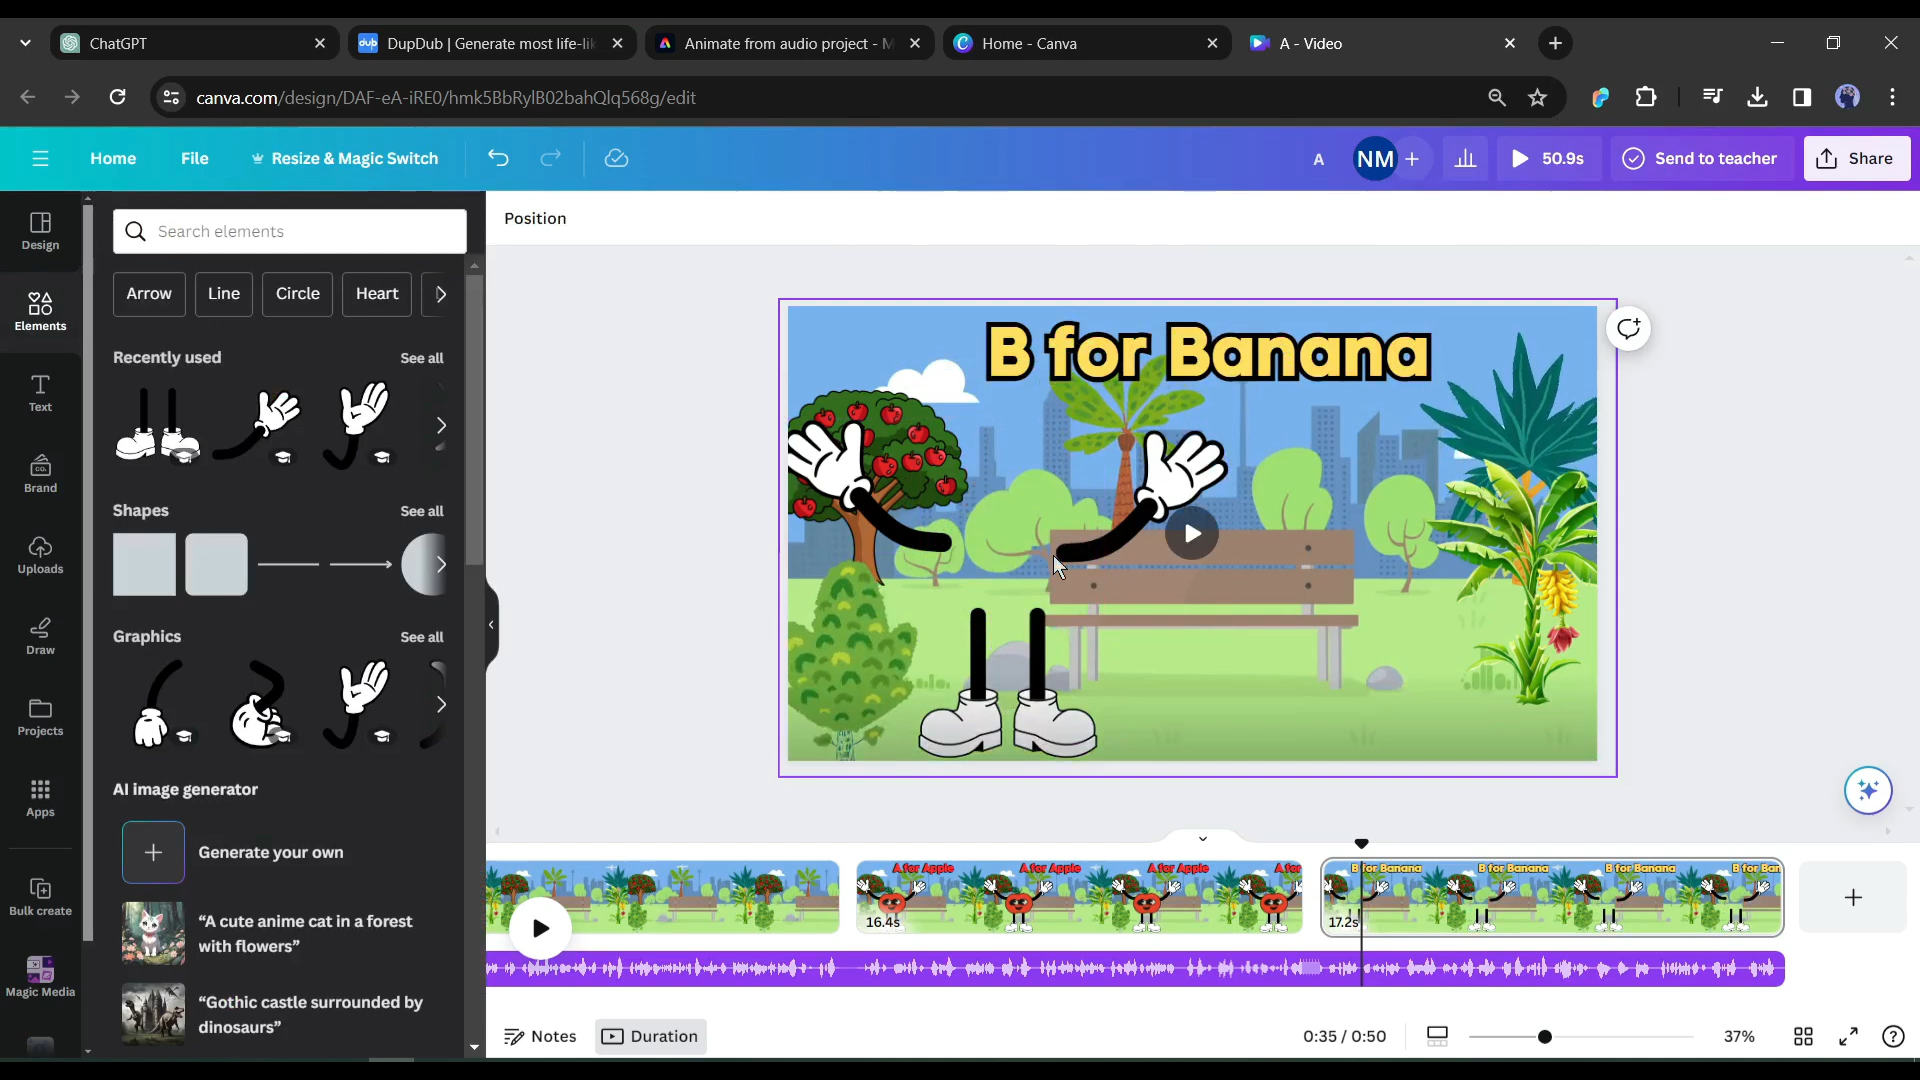 ChatGPT
dub DupDub | Generate most life-lik
Animate from audio project - M
Home - Canva
A - Video
canva.com/design/DAF-eA-iRE0/hmk5BbRylB02bahQlq568g/edit
Home
File
Resize & Magic Switch
A
NM
50.9s
Send to teacher
Share
Design
Elements
Text
Brand
Uploads
Draw
Projects
Apps
Bulk create
Magic Media
Search elements
Arrow
Line
Circle
Heart
Recently used
See all
Shapes
See all
Graphics
See all
AI image generator
Generate your own
“A cute anime cat in a forest
with flowers”
“Gothic castle surrounded by
dinosaurs”
Position
B for Banana
A for Apple A for Apple A for Apple A for
16.4s
B for Banana B for Banana B for Banana B for Ban
17.2s
Notes
Duration
0:35 / 0:50
37%